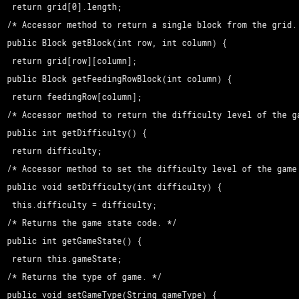 return grid[0].length;
/* Accessor method to return a single block from the grid.
public Block getBlock(int row, int column) {
return grid[row][column];
public Block getFeedingRowBlock(int column) {
return feedingRow[column];
/* Accessor method to return the difficulty level of the
public int getDifficulty() {
return difficulty;
/* Accessor method to set the difficulty level of the game
public void setDifficulty(int difficulty) {
this.difficulty = difficulty;
/* Returns the game state code. */
public int getGameState() {
return this.gameState;
/* Returns the type of game. */
public void setGameType(String gameType) {